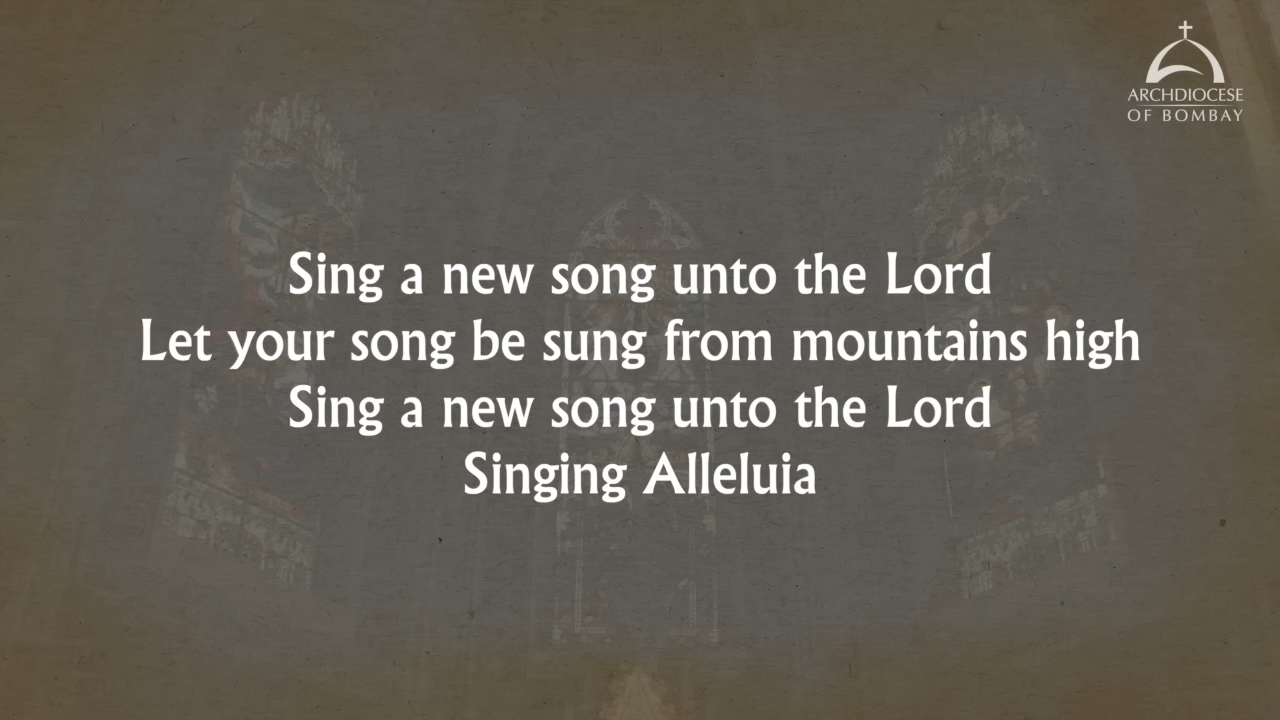 ARCHDIOCESE
OF BOMBAY
Sing a new song unto the Lord
Let your song be sung from mountains high
Sing a new song unto the Lord
Singing Alleluia